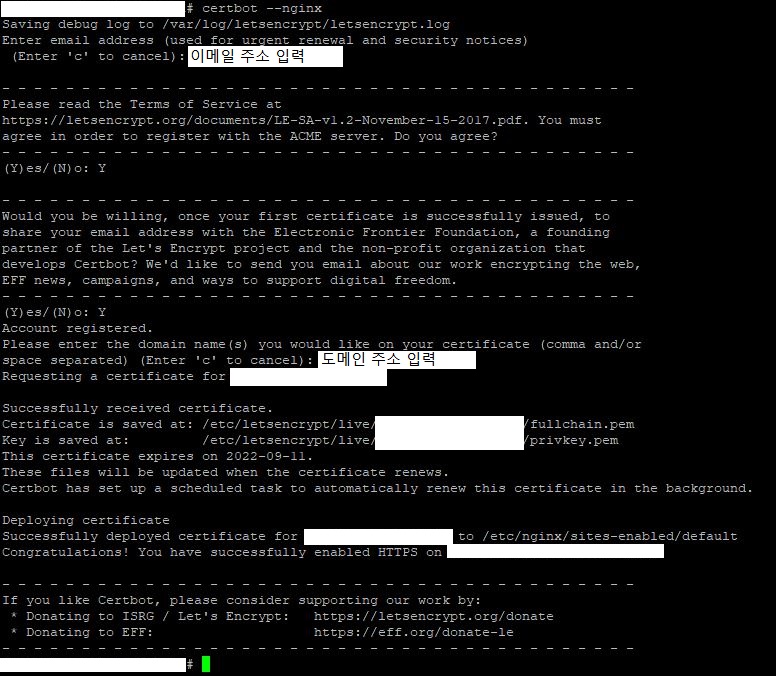 # certbot --nginx
Saving debug log to /var/log/letsencrypt/letsencrypt.log
Enter email address (used for urgent renewal and security notices)
(Enter 'c' to cancel): 이메일 주소 입력
- - - - - - - - - - - - - - - - - - - - - - - - - - - - - - - - - - - - - - - -
Please read the Terms of Service at
https://letsencrypt.org/documents/LE-SA-v1.2-November-15-2017.pdf. You must
agree in order to register with the ACME server. Do you agree?
- - - - - - - - - - - - - - - - - - - - - - - - - - - - - - - - - - - - - - - -
(Y)es/(N)o: Y
- - - - - - - - - - - - - - - - - - - - - - - - - - - - - - - - - - - - - - - -
Would you be willing, once your first certificate is successfully issued, to
share your email address with the Electronic Frontier Foundation, a founding
partner of the Let's Encrypt project and the non-profit organization that
develops Certbot? We'd like to send you email about our work encrypting the web,
EFF news, campaigns, and ways to support digital freedom.
- - - - - - - - - - - - - - - - - - - - - - - - - - - - - - - - - - - - - - - -
(Y)es/(N)o: Y
Account registered.
Please enter the domain name(s) you would like on your certificate (comma and/or
space separated) (Enter 'c' to cancel): 도메인 주소 입력
Requesting a certificate for
Successfully received certificate.
Certificate is saved at: /etc/letsencrypt/live/ /fullchain.pem
Key is saved at: /etc/letsencrypt/live/ /privkey.pem
This certificate expires on 2022-09-11.
These files will be updated when the certificate renews.
Certbot has set up a scheduled task to automatically renew this certificate in the background.
Deploying certificate
Successfully deployed certificate for to /etc/nginx/sites-enabled/default
Congratulations! You have successfully enabled HTTPS on
- - - - - - - - - - - - - - - - - - - - - - - - - - - - - - - - - - - - - - - -
If you like Certbot, please consider supporting our work by:
* Donating to ISRG / Let's Encrypt: https://letsencrypt.org/donate
* Donating to EFF: https://eff.org/donate-le
- - - - - - - - - - - - - - - - - - - - - - - - - - - - - - - - - - - - - - - -
#